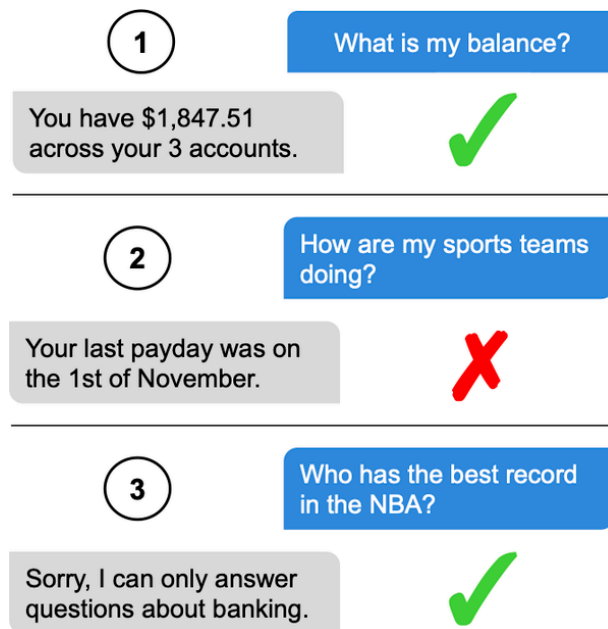 1
What is my balance?
You have $1,847.51
across your 3 accounts.
2
How are my sports teams
doing?
Your last payday was on
the 1st of November.
3
Who has the best record
in the NBA?
Sorry, I can only answer
questions about banking.